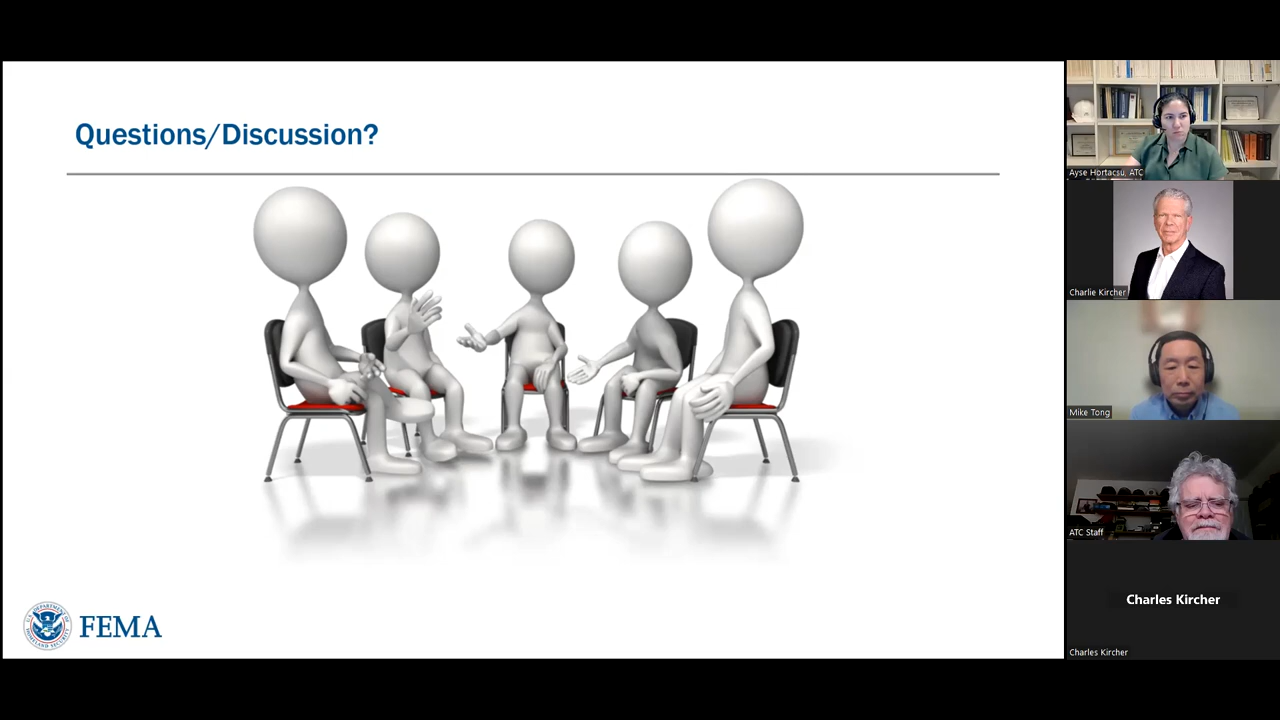 Questions/Discussion?
FEMA
Ayse Hortacsu, ATC
Charlie Kircher
Mike Tong
ATC Staff
Charles Kircher
Charles Kircher